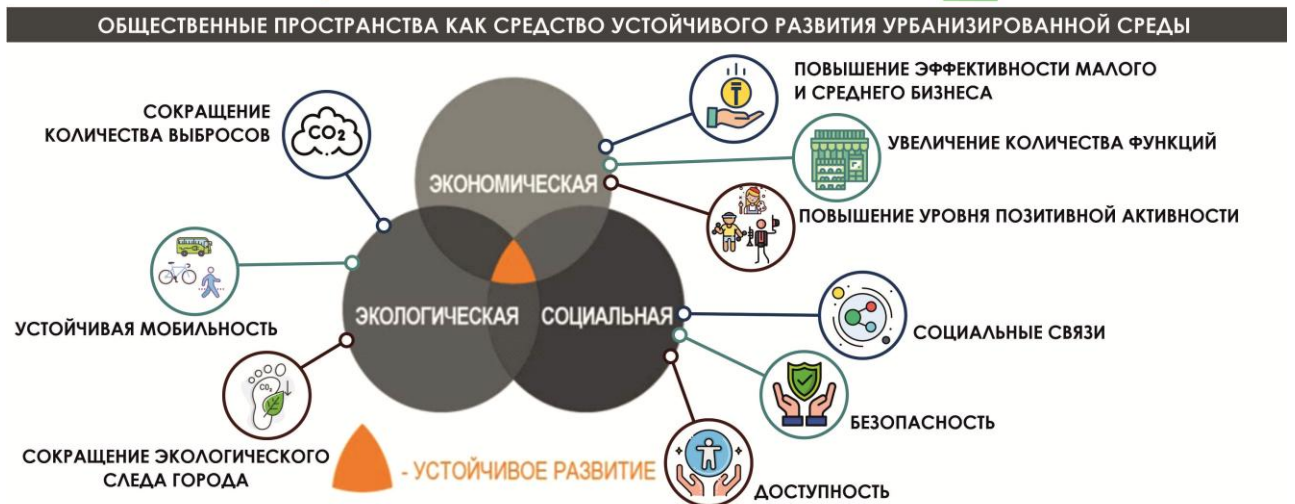 ОБЩЕСТВЕННЫЕ ПРОСТРАНСТВА КАК СРЕДСТВО УСТОЙЧИВОГО РАЗВИТИЯ УРБАНИЗИРОВАННОЙ СРЕДЫ
СОКРАЩЕНИЕ
КОЛИЧЕСТВА ВЫБРОСОВ
CO₂
ПОВЫШЕНИЕ ЭФФЕКТИВНОСТИ МАЛОГО
И СРЕДНЕГО БИЗНЕСА
₸
УВЕЛИЧЕНИЕ КОЛИЧЕСТВА ФУНКЦИЙ
ЭКОНОМИЧЕСКАЯ
ПОВЫШЕНИЕ УРОВНЯ ПОЗИТИВНОЙ АКТИВНОСТИ
УСТОЙЧИВАЯ МОБИЛЬНОСТЬ
ЭКОЛОГИЧЕСКАЯ
СОЦИАЛЬНАЯ
СОЦИАЛЬНЫЕ СВЯЗИ
CO₂
БЕЗОПАСНОСТЬ
СОКРАЩЕНИЕ ЭКОЛОГИЧЕСКОГО
СЛЕДА ГОРОДА
- УСТОЙЧИВОЕ РАЗВИТИЕ
ДОСТУПНОСТЬ